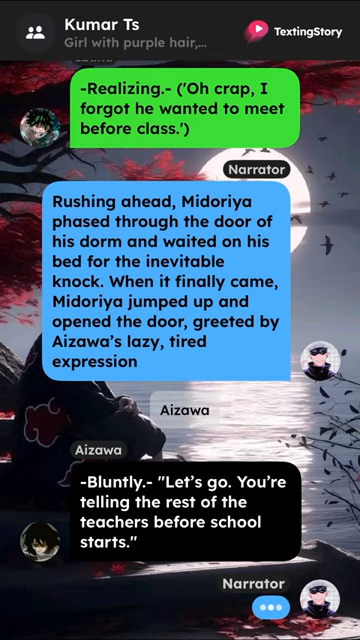 Kumar Ts
Girl with purple hair,...
TextingStory
-Realizing.- ('Oh crap, I
forgot he wanted to meet
before class.')
Narrator
Rushing ahead, Midoriya
phased through the door of
his dorm and waited on his
bed for the inevitable
knock. When it finally came,
Midoriya jumped up and
opened the door, greeted by
Aizawa’s lazy, tired
expression
Aizawa
Aizawa
-Bluntly.- "Let’s go. You’re
telling the rest of the
teachers before school
starts."
Narrator